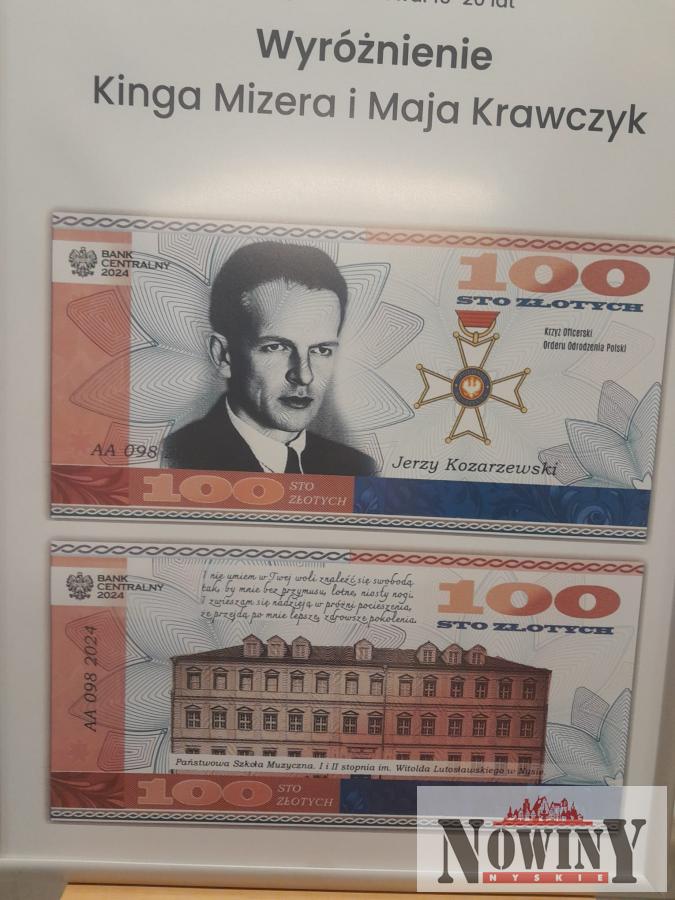 20 lat
Wyróżnienie
Kinga Mizera i Maja Krawczyk
BANK
CENTRALNY
2024
100
STO ZŁOTYCH
Krzyż Oficerski
Orderu Odrodzenia Polski
AA 098
Jerzy Kozarzewski
100 STO
ZŁOTYCH
BANK
CENTRALNY
2024
I nie umiem w Twej woli znaleźć się swobodą
tak, by mnie bez przymusu, lotne, niosły nogi.
I zwieszam się nadzieją w próżni pocieszenia,
że przejdą po mnie lepsze, zdrowsze pokolenia.
100
STO ZŁOTYCH
AA 098 2024
Państwowa Szkoła Muzyczna. I i II stopnia im. Witolda Lutosławskiego w Nysie
100 STO
ZŁOTYCH
NOWINY
NYSKIE